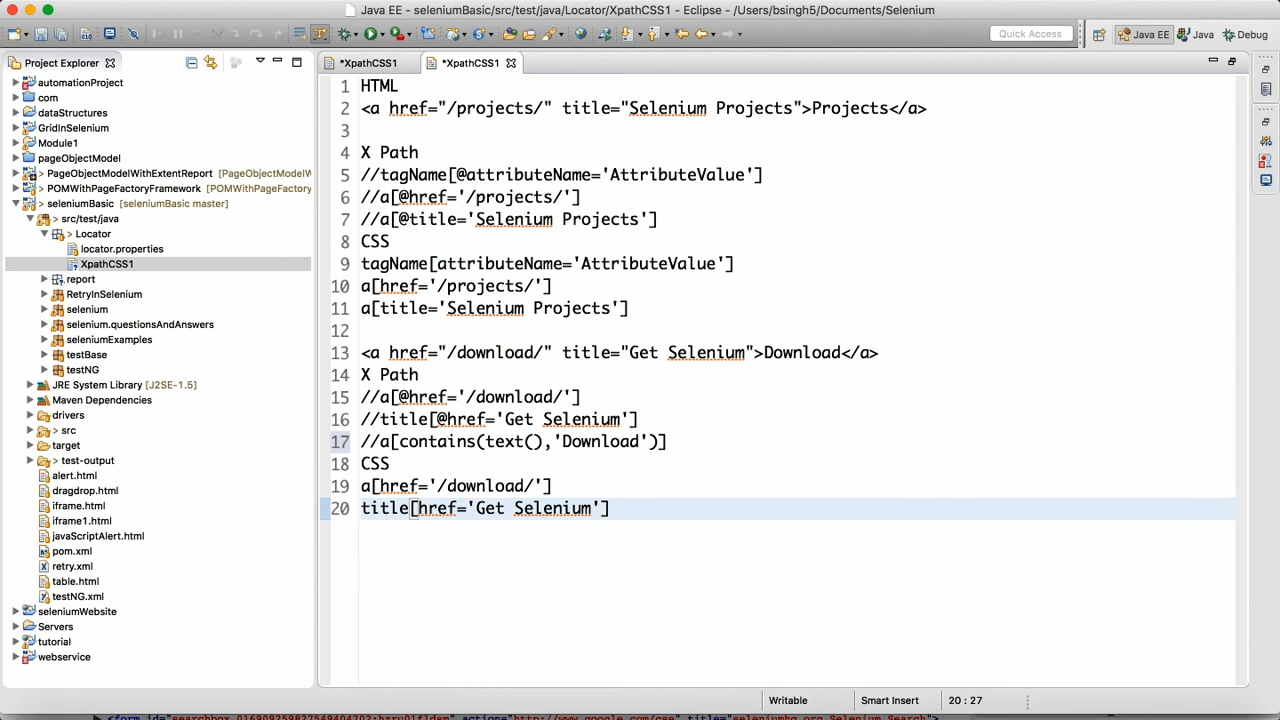 Java EE - seleniumBasic/src/test/java/Locator/XpathCSS1 - Eclipse - /Users/bsingh5/Documents/Selenium
Quick Access
Java EE
Java
Debug
Project Explorer
*XpathCSS1
*XpathCSS1
automationProject
com
dataStructures
GridInSelenium
Module1
pageObjectModel
> PageObjectModelWithExtentReport [PageObjectMode
> POMWithPageFactoryFramework [POMWithPageFactory
> seleniumBasic [seleniumBasic master]
> src/test/java
> Locator
locator.properties
XpathCSS1
report
RetryInSelenium
selenium
selenium.questionsAndAnswers
seleniumExamples
testBase
testNG
JRE System Library [J2SE-1.5]
Maven Dependencies
drivers
> src
target
> test-output
alert.html
dragdrop.html
iframe.html
iframe1.html
javaScriptAlert.html
pom.xml
retry.xml
table.html
testNG.xml
seleniumWebsite
Servers
tutorial
webservice
1 HTML
2 <a href="/projects/" title="Selenium Projects">Projects</a>
3
4 X Path
5 //tagName[@attributeName='AttributeValue']
6 //a[@href='/projects/']
7 //a[@title='Selenium Projects']
8 CSS
9 tagName[attributeName='AttributeValue']
10 a[href='/projects/']
11 a[title='Selenium Projects']
12
13 <a href="/download/" title="Get Selenium">Download</a>
14 X Path
15 //a[@href='/download/']
16 //title[@href='Get Selenium']
17 //a[contains(text(),'Download')]
18 CSS
19 a[href='/download/']
20 title[href='Get Selenium']
Writable
Smart Insert
20 : 27